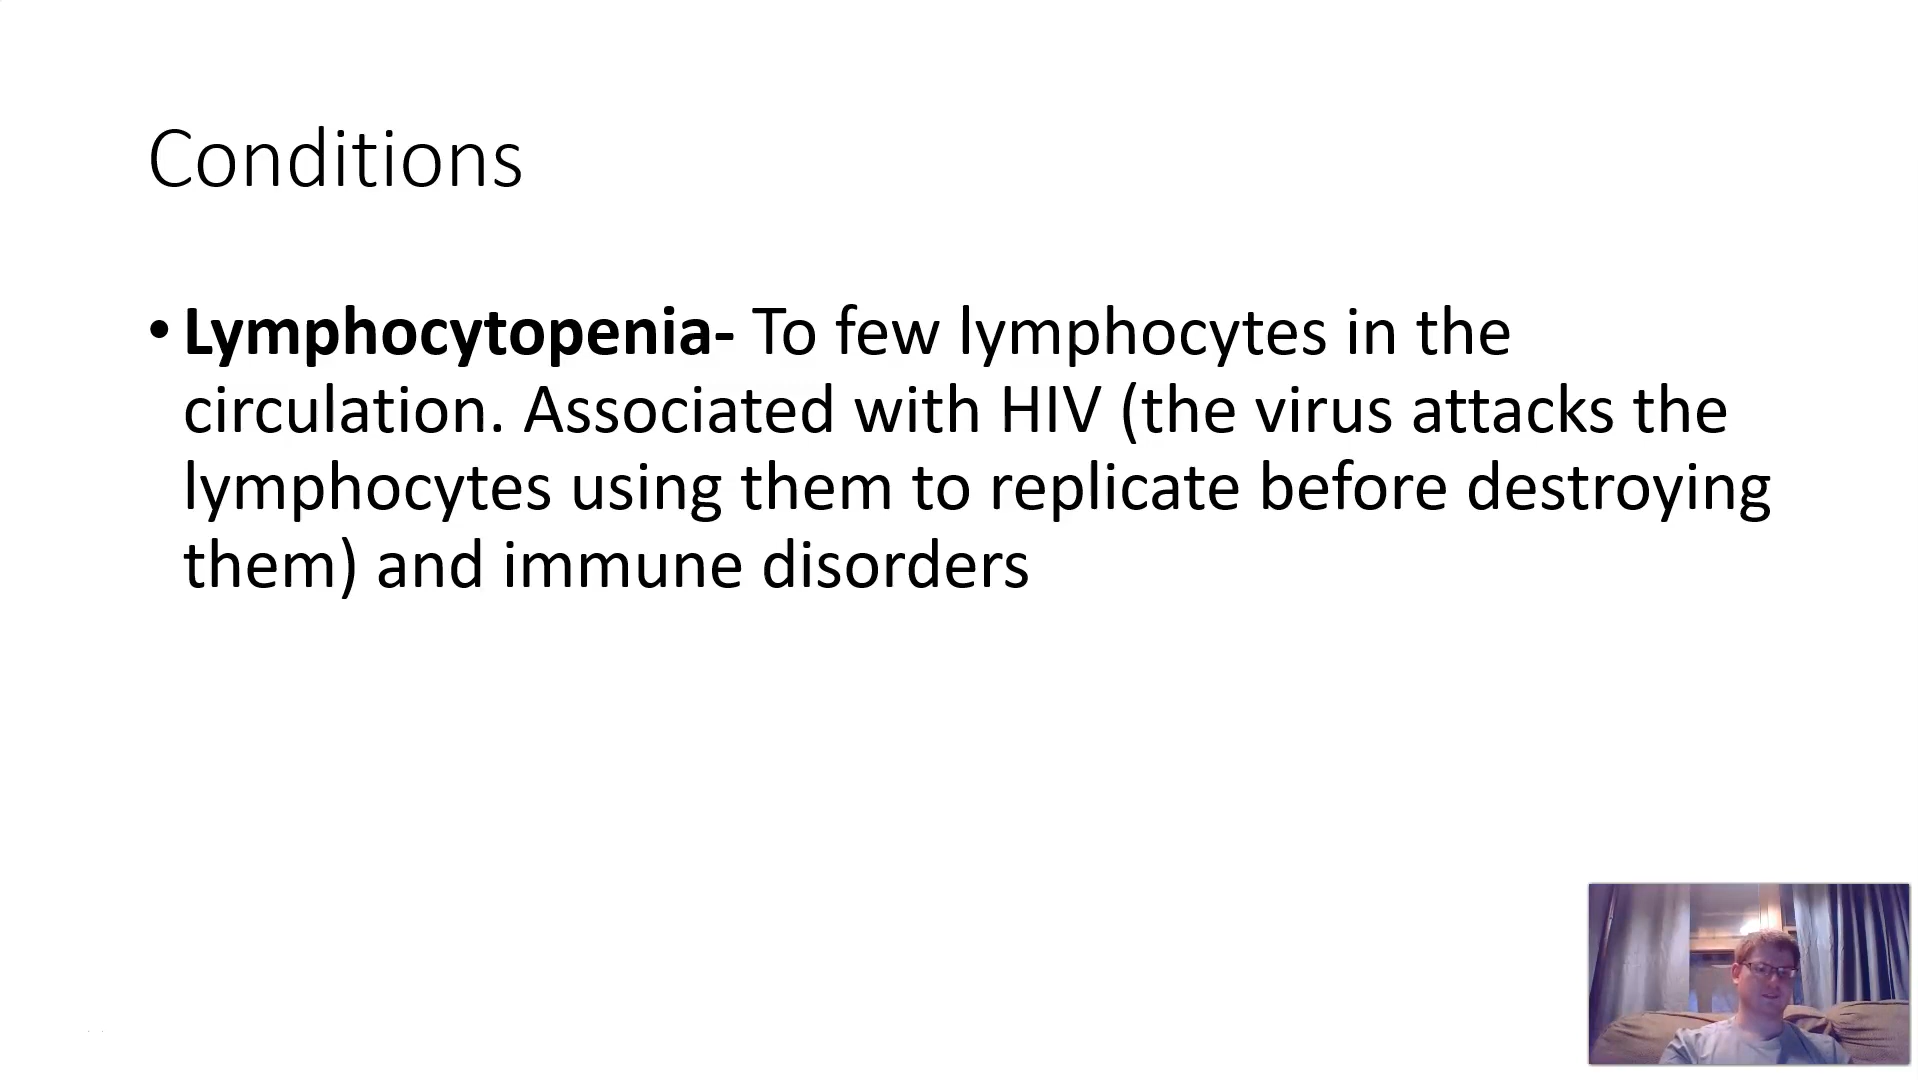 Conditions
• Lymphocytopenia- To few lymphocytes in the
circulation. Associated with HIV (the virus attacks the
lymphocytes using them to replicate before destroying
them) and immune disorders